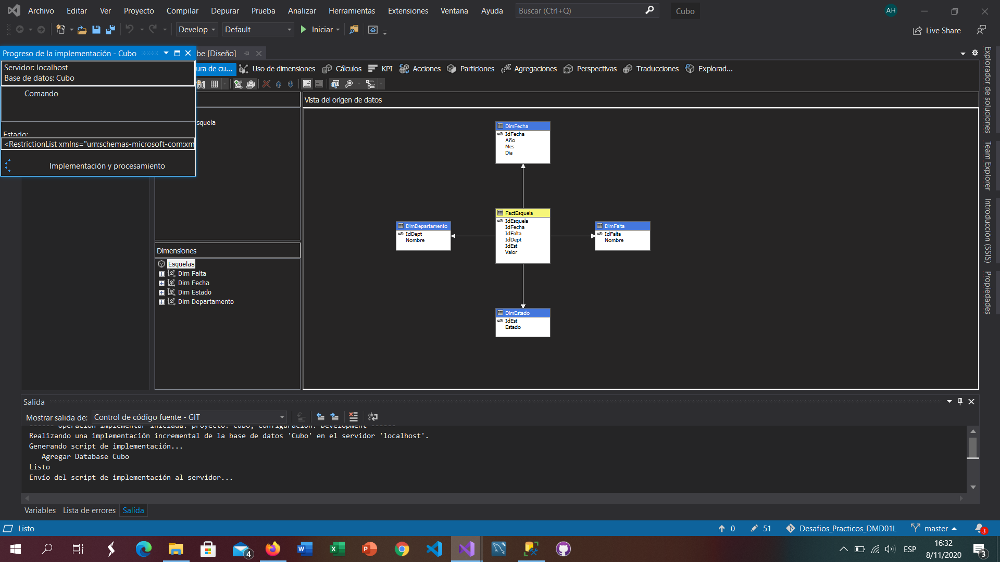 Archivo Editar Ver Proyecto Compilar Depurar Prueba Analizar Herramientas Extensiones Ventana Ayuda Buscar (Ctrl+Q) Cubo AH
Develop Default Iniciar Live Share
Progreso de la implementación - Cubo
be [Diseño]
Servidor: localhost
Base de datos: Cubo
Comando
Estado:
<RestrictionList xmlns="urn:schemas-microsoft-com:xm
Implementación y procesamiento
ura de cu... Uso de dimensiones Cálculos KPI Acciones Particiones Agregaciones Perspectivas Traducciones Explorad...
squela
Dimensiones
Esquelas
Dim Falta
Dim Fecha
Dim Estado
Dim Departamento
Vista del origen de datos
DimFecha
IdFecha
Año
Mes
Dia
FactEsquela
IdEsquela
IdFecha
IdFalta
IdDept
IdEst
Valor
DimDepartamento
IdDept
Nombre
DimFalta
IdFalta
Nombre
DimEstado
IdEst
Estado
Explorador de soluciones
Team Explorer
Introducción (SSIS)
Propiedades
Salida
Mostrar salida de: Control de código fuente - GIT
------ Operación Implementar iniciada: proyecto: Cubo, configuración: Development ------
Realizando una implementación incremental de la base de datos 'Cubo' en el servidor 'localhost'.
Generando script de implementación...
Agregar Database Cubo
Listo
Envío del script de implementación al servidor...
Variables Lista de errores Salida
Listo 0 51 Desafios_Practicos_DMD01L master 3
4 ESP 16:32
8/11/2020 3